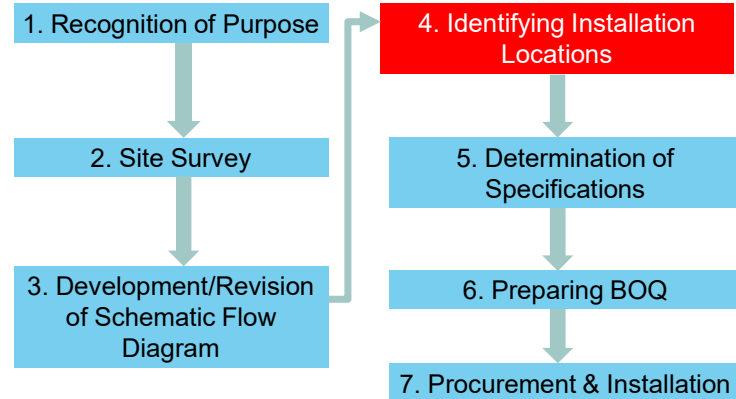 1. Recognition of Purpose
2. Site Survey
3. Development/Revision
of Schematic Flow
Diagram
4. Identifying Installation
Locations
5. Determination of
Specifications
6. Preparing BOQ
7. Procurement & Installation